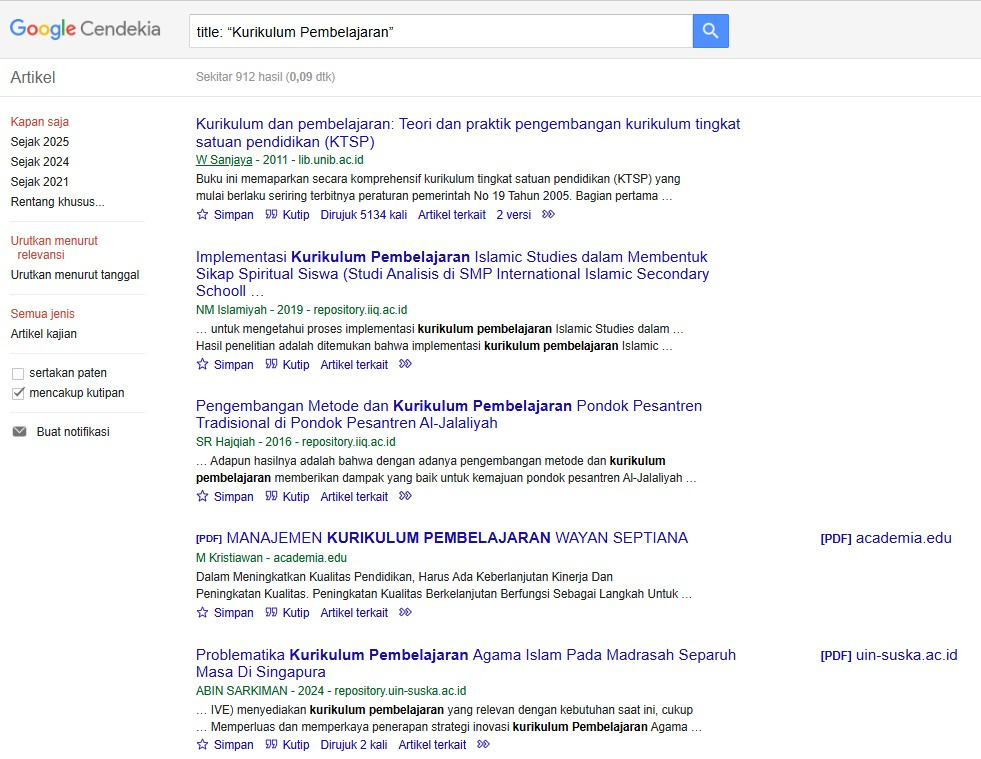 Google Cendekia
title: “Kurikulum Pembelajaran”
Artikel
Sekitar 912 hasil (0,09 dtk)
Kapan saja
Sejak 2025
Sejak 2024
Sejak 2021
Rentang khusus...
Urutkan menurut
relevansi
Urutkan menurut tanggal
Semua jenis
Artikel kajian
sertakan paten
mencakup kutipan
Buat notifikasi
Kurikulum dan pembelajaran: Teori dan praktik pengembangan kurikulum tingkat
satuan pendidikan (KTSP)
W Sanjaya - 2011 - lib.unib.ac.id
Buku ini memaparkan secara komprehensif kurikulum tingkat satuan pendidikan (KTSP) yang
mulai berlaku seriring terbitnya peraturan pemerintah No 19 Tahun 2005. Bagian pertama …
Simpan Kutip Dirujuk 5134 kali Artikel terkait 2 versi
Implementasi Kurikulum Pembelajaran Islamic Studies dalam Membentuk
Sikap Spiritual Siswa (Studi Analisis di SMP International Islamic Secondary
Schooll …
NM Islamiyah - 2019 - repository.iiq.ac.id
… untuk mengetahui proses implementasi kurikulum pembelajaran Islamic Studies dalam …
Hasil penelitian adalah ditemukan bahwa implementasi kurikulum pembelajaran Islamic …
Simpan Kutip Artikel terkait
Pengembangan Metode dan Kurikulum Pembelajaran Pondok Pesantren
Tradisional di Pondok Pesantren Al-Jalaliyah
SR Hajqiah - 2016 - repository.iiq.ac.id
… Adapun hasilnya adalah bahwa dengan adanya pengembangan metode dan kurikulum
pembelajaran memberikan dampak yang baik untuk kemajuan pondok pesantren Al-Jalaliyah …
Simpan Kutip Artikel terkait
[PDF] MANAJEMEN KURIKULUM PEMBELAJARAN WAYAN SEPTIANA
[PDF] academia.edu
M Kristiawan - academia.edu
Dalam Meningkatkan Kualitas Pendidikan, Harus Ada Keberlanjutan Kinerja Dan
Peningkatan Kualitas. Peningkatan Kualitas Berkelanjutan Berfungsi Sebagai Langkah Untuk …
Simpan Kutip Artikel terkait
Problematika Kurikulum Pembelajaran Agama Islam Pada Madrasah Separuh
Masa Di Singapura
[PDF] uin-suska.ac.id
ABIN SARKIMAN - 2024 - repository.uin-suska.ac.id
… IVE) menyediakan kurikulum pembelajaran yang relevan dengan kebutuhan saat ini, cukup
… Memperluas dan memperkaya penerapan strategi inovasi kurikulum Pembelajaran Agama …
Simpan Kutip Dirujuk 2 kali Artikel terkait